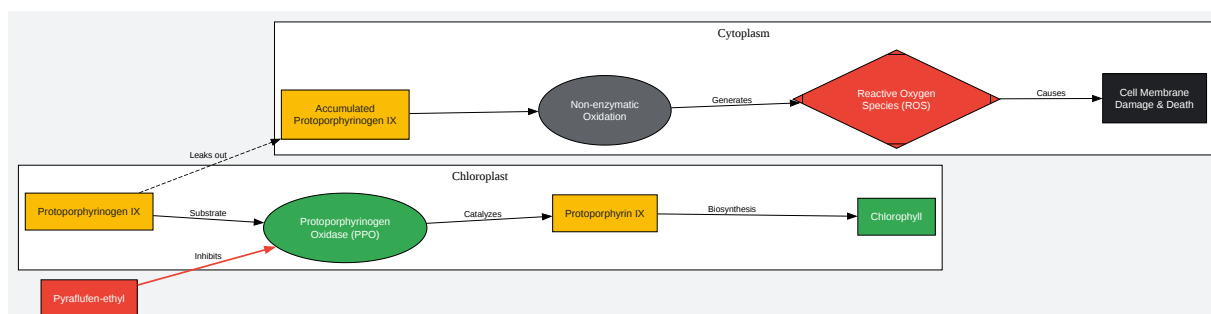 Cytoplasm
Accumulated
Protoporphyrinogen IX
Non-enzymatic
Oxidation
Generates
Reactive Oxygen
Species (ROS)
Causes
Cell Membrane
Damage & Death
Leaks out
Chloroplast
Protoporphyrinogen IX
Substrate
Protoporphyrinogen
Oxidase (PPO)
Catalyzes
Protoporphyrin IX
Biosynthesis
Chlorophyll
Inhibits
Pyraflufen-ethyl